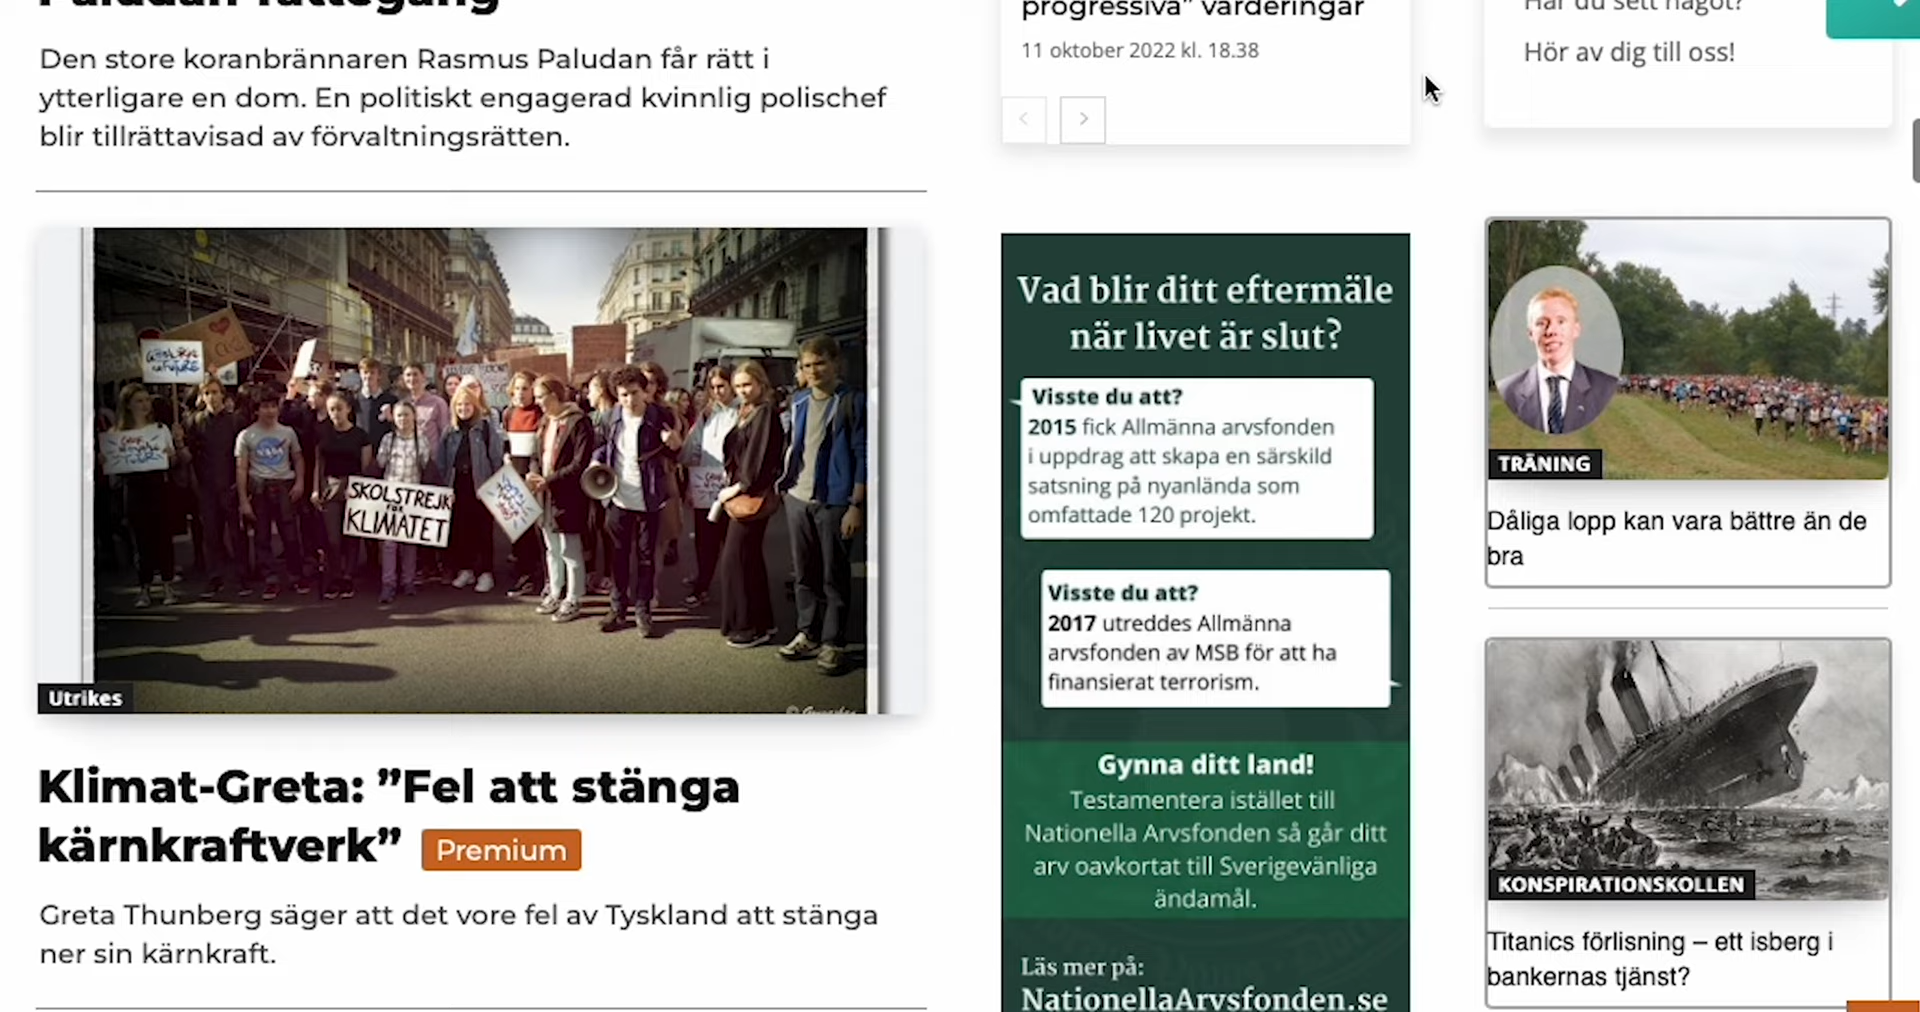 Den store koranbrännaren Rasmus Paludan får rätt i
ytterligare en dom. En politiskt engagerad kvinnlig polischef
blir tillrättavisad av förvaltningsrätten.
SKOLSTREJK
FOR
KLIMATET
Utrikes
Klimat-Greta: ”Fel att stänga
kärnkraftverk” Premium
Greta Thunberg säger att det vore fel av Tyskland att stänga
ner sin kärnkraft.
progressiva” värderingar
11 oktober 2022 kl. 18.38
Vad blir ditt eftermäle
när livet är slut?
Visste du att?
2015 fick Allmänna arvsfonden
i uppdrag att skapa en särskild
satsning på nyanlända som
omfattade 120 projekt.
Visste du att?
2017 utreddes Allmänna
arvsfonden av MSB för att ha
finansierat terrorism.
Gynna ditt land!
Testamentera istället till
Nationella Arvsfonden så går ditt
arv oavkortat till Sverigevänliga
ändamål.
Läs mer på:
NationellaArvsfonden.se
Har du sett något?
Hör av dig till oss!
TRÄNING
Dåliga lopp kan vara bättre än de
bra
KONSPIRATIONSKOLLEN
Titanics förlisning – ett isberg i
bankernas tjänst?